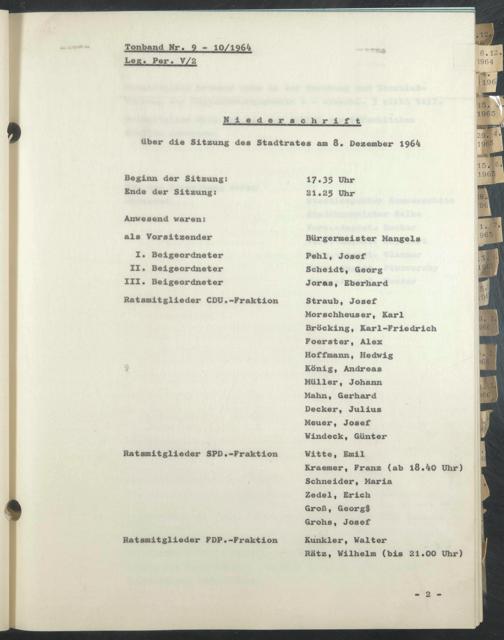 Tonband Nr. 9 - 10/1964
Leg. Per. V/2
Niederschrift
über die Sitzung des Stadtrates am 8. Dezember 1964
Beginn der Sitzung: 17.35 Uhr
Ende der Sitzung: 21.25 Uhr
Anwesend waren:
als Vorsitzender Bürgermeister Mangels
I. Beigeordneter Pehl, Josef
II. Beigeordneter Scheidt, Georg
III. Beigeordneter Joras, Eberhard
Ratsmitglieder CDU.-Fraktion Straub, Josef
Morschheuser, Karl
Bröcking, Karl-Friedrich
Foerster, Alex
Hoffmann, Hedwig
König, Andreas
Müller, Johann
Mahn, Gerhard
Decker, Julius
Meuer, Josef
Windeck, Günter
Ratsmitglieder SPD.-Fraktion Witte, Emil
Kraemer, Franz (ab 18.40 Uhr)
Schneider, Maria
Zedel, Erich
Groß, Georg$
Grohs, Josef
Ratsmitglieder FDP.-Fraktion Kunkler, Walter
Rätz, Wilhelm (bis 21.00 Uhr)
- 2 -